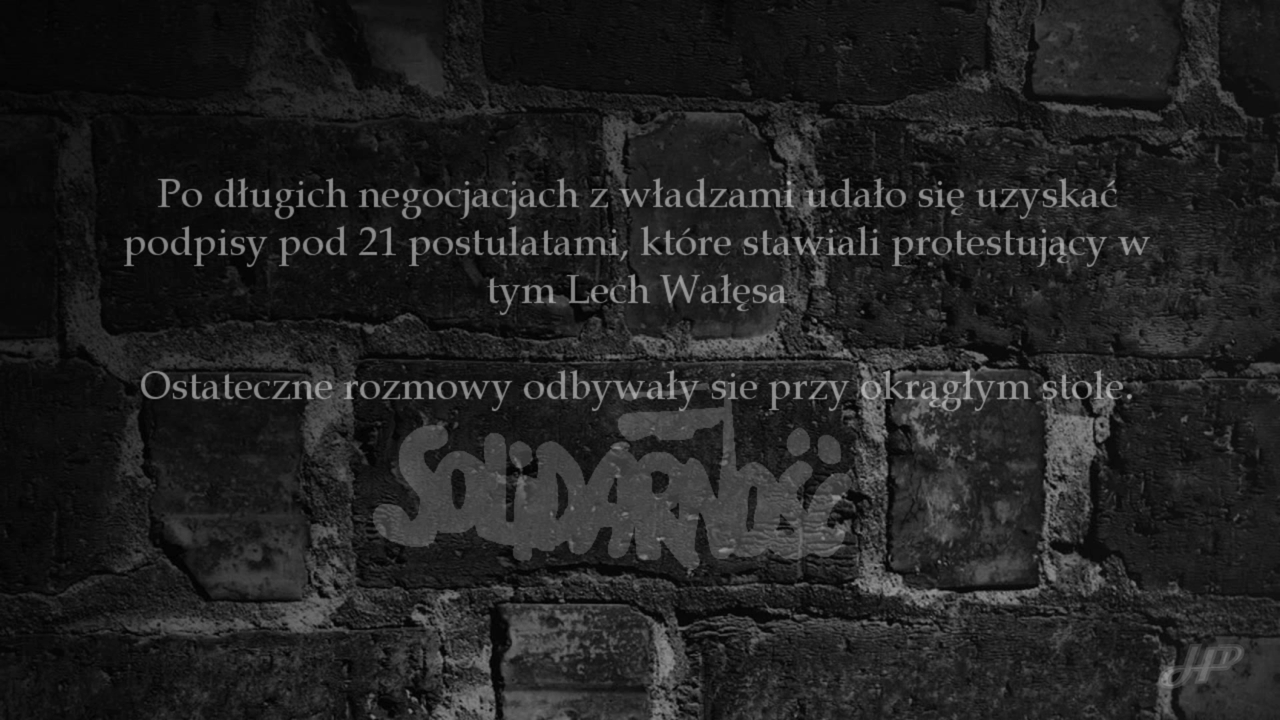 Po długich negocjacjach z władzami udało się uzyskać
podpisy pod 21 postulatami, które stawiali protestujący w
tym Lech Wałęsa
Ostateczne rozmowy odbywały sie przy okrągłym stole.
SOLIDARNOŚĆ
HP